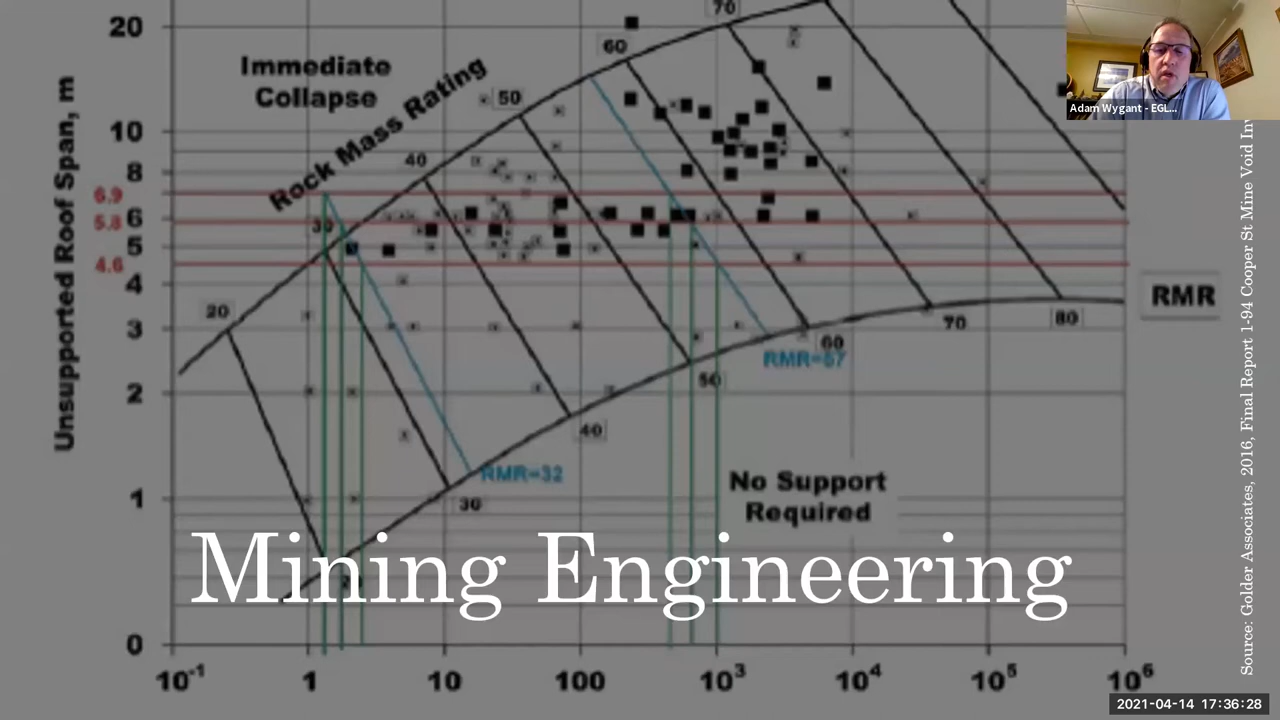 20
10
8
6.9
6
5.8
5
4.6
4
3
2
1
0
Unsupported Roof Span, m
Immediate
Collapse
Rock Mass Rating
20
30
40
50
60
70
Adam Wygant - EGL...
RMR
80
70
60
RMR=67
50
40
RMR=32
30
No Support
Required
Mining Engineering
10-1
1
10
100
10³
10⁴
10⁵
10⁶
Source: Golder Associates, 2016, Final Report 1-94 Cooper St Mine Void
2021-04-14 17:36:28